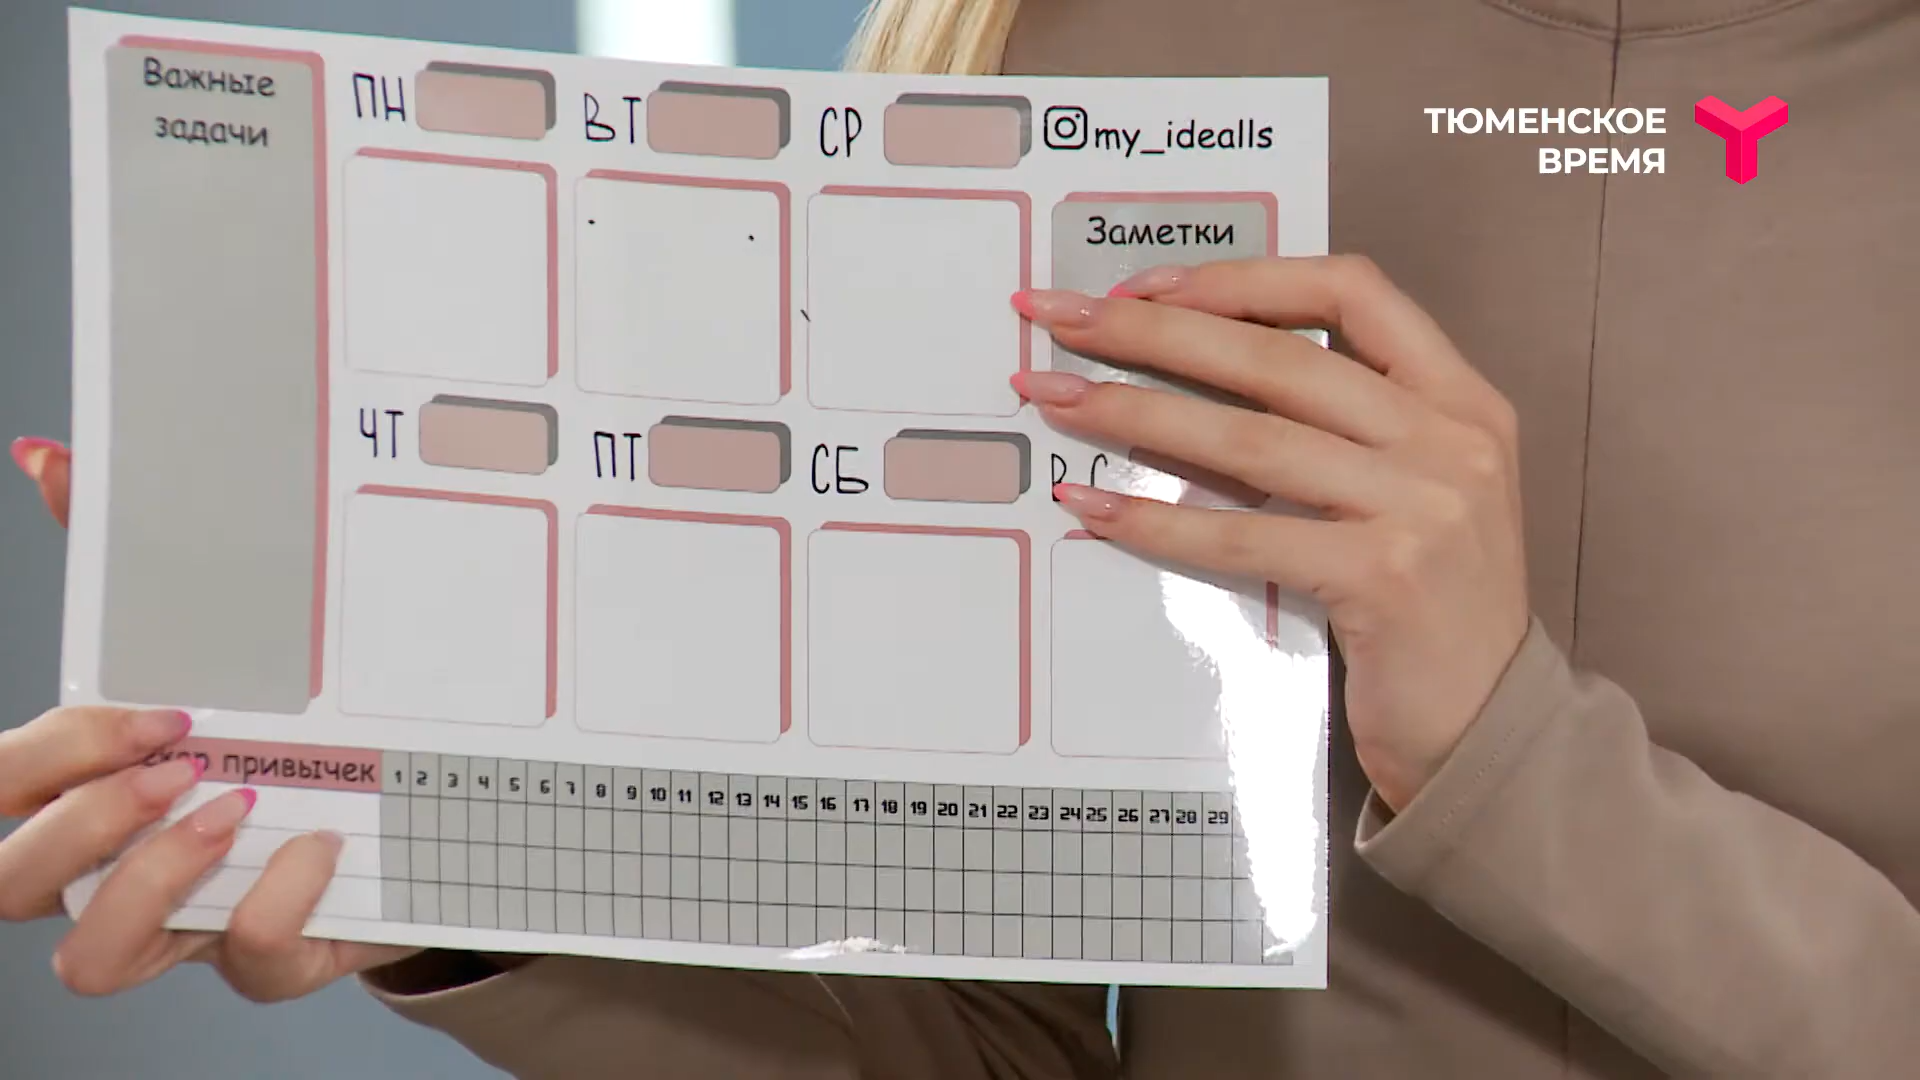 Важные
задачи
ПН
ВТ
СР
my_idealls
Заметки
ЧТ
ПТ
СБ
ВС
привычек
1 2 3 4 5 6 7 8 9 10 11 12 13 14 15 16 17 18 19 20 21 22 23 24 25 26 27 28 29
ТЮМЕНСКОЕ
ВРЕМЯ